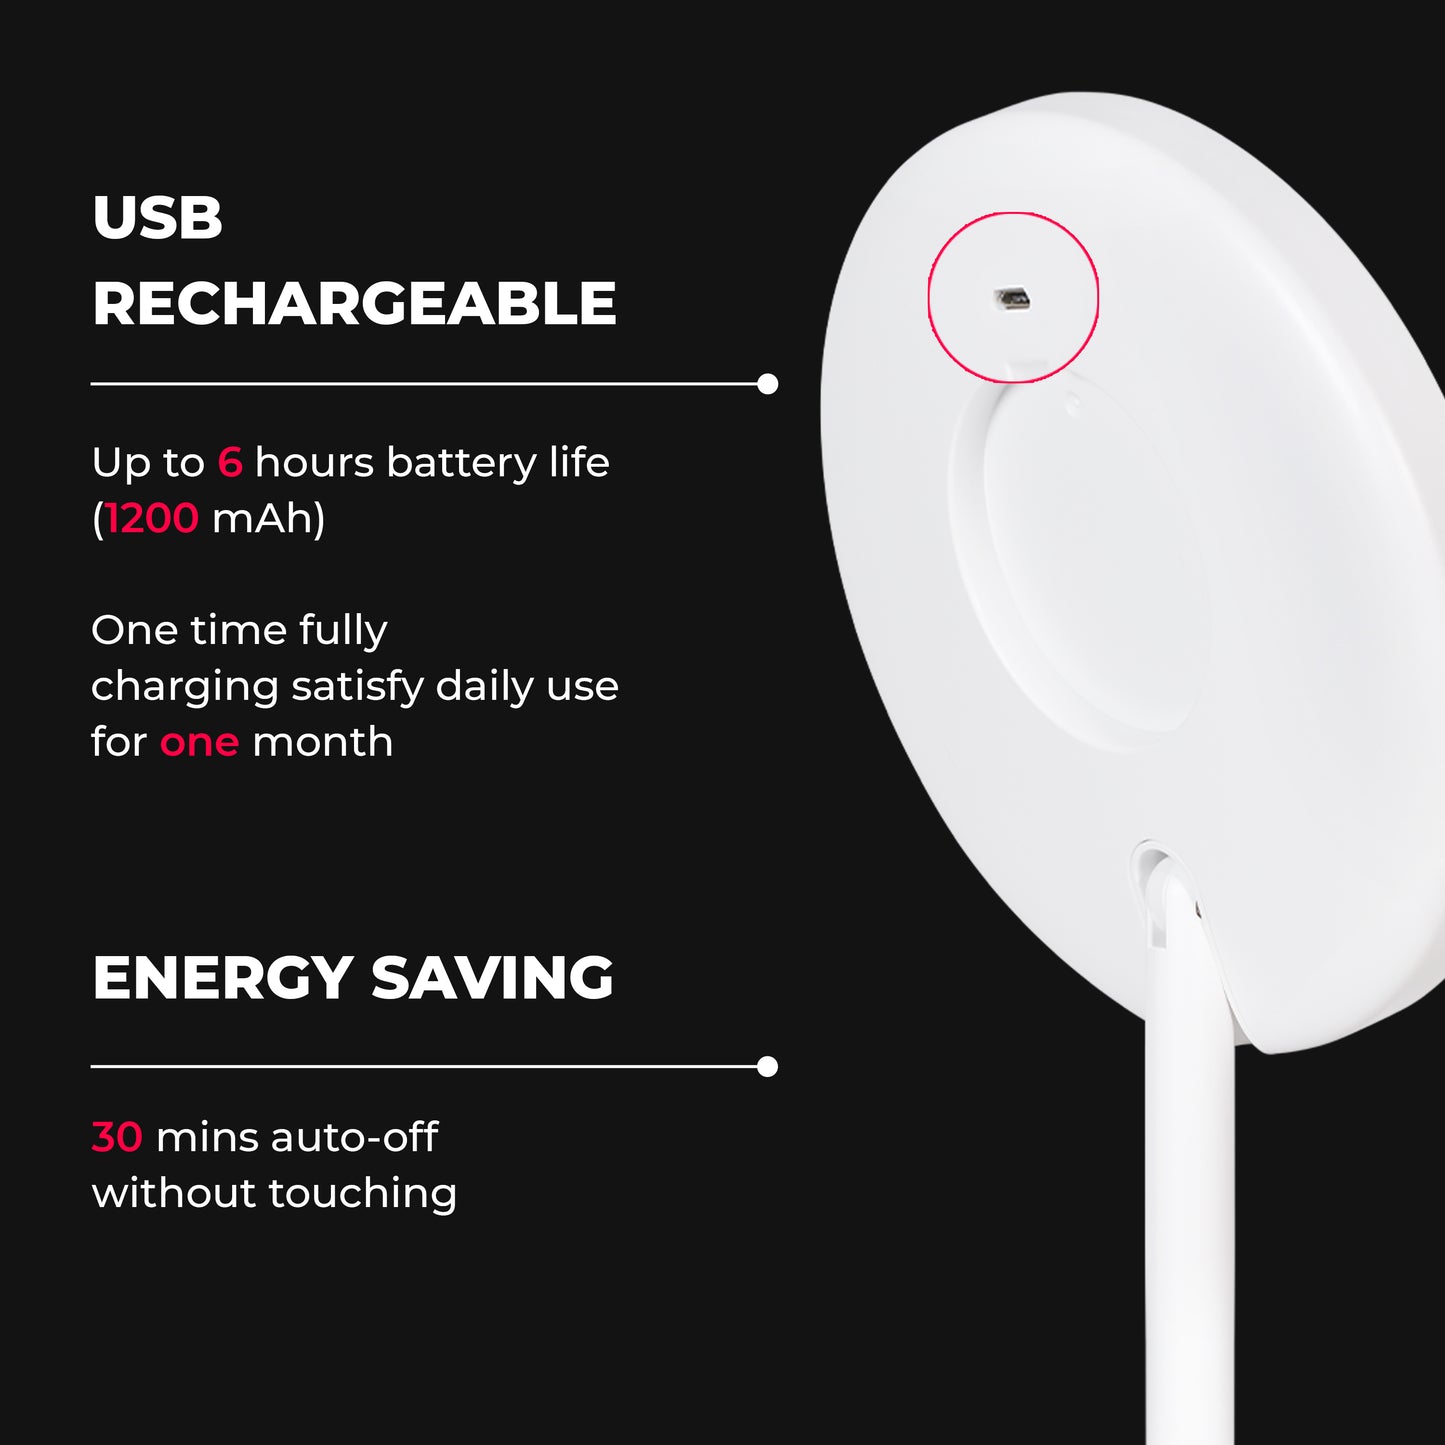 USB
RECHARGEABLE
Up to 6 hours battery life
(1200 mAh)
One time fully
charging satisfy daily use
for one month
ENERGY SAVING
30 mins auto-off
without touching